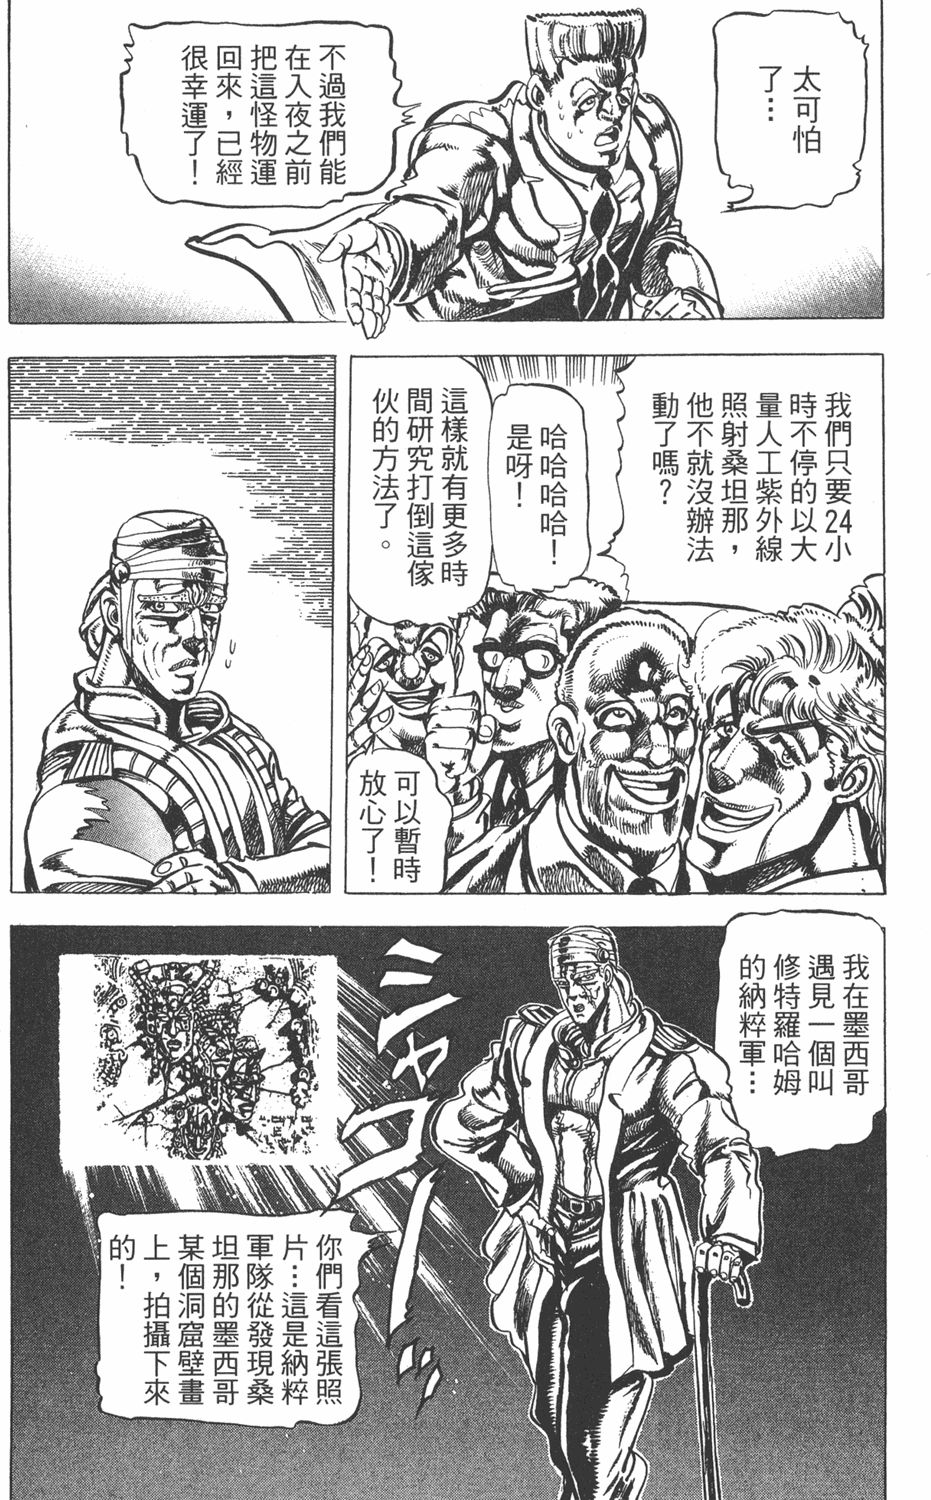 太可怕
了…
不過我們能
在入夜之前
把這怪物運
回來，已經
很幸運了！
我們只要24小
時不停的以大
量人工紫外線
照射桑坦那，
他不就沒辦法
動了嗎？
哈哈哈哈！
是呀！
這樣就有更多時
間研究打倒這傢
伙的方法了。
可以暫時
放心了！
我在墨西哥
遇見一個叫
修特羅哈姆
的納粹軍…
ジャゴーッ
你們看這張照
片…這是納粹
軍隊從發現桑
坦那的墨西哥
某個洞窟壁畫
上，拍攝下來
的！